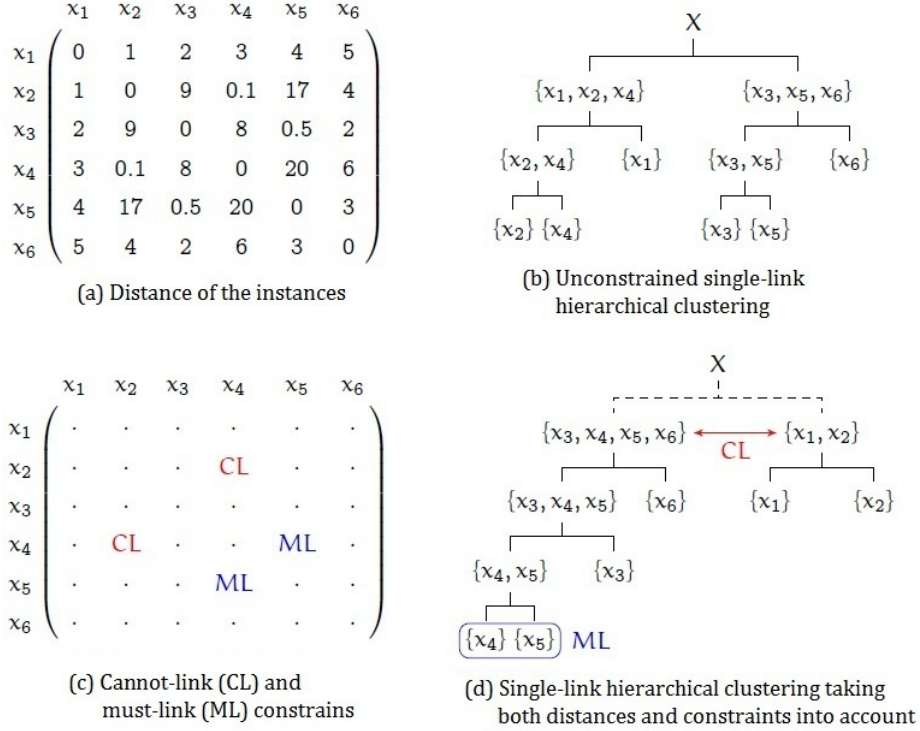 x1 x2 x3 x4 x5 x6
x1 0 1 2 3 4 5
x2 1 0 9 0.1 17 4
x3 2 9 0 8 0.5 2
x4 3 0.1 8 0 20 6
x5 4 17 0.5 20 0 3
x6 5 4 2 6 3 0
(a) Distance of the instances
X
{x1, x2, x4} {x3, x5, x6}
{x2, x4} {x1} {x3, x5} {x6}
{x2} {x4} {x3} {x5}
(b) Unconstrained single-link
hierarchical clustering
x1 x2 x3 x4 x5 x6
x1 · · · · · ·
x2 · · · CL · ·
x3 · · · · · ·
x4 · CL · · ML ·
x5 · · · ML · ·
x6 · · · · · ·
(c) Cannot-link (CL) and
must-link (ML) constrains
X
{x3, x4, x5, x6} CL {x1, x2}
{x3, x4, x5} {x6} {x1} {x2}
{x4, x5} {x3}
{x4} {x5} ML
(d) Single-link hierarchical clustering taking
both distances and constraints into account